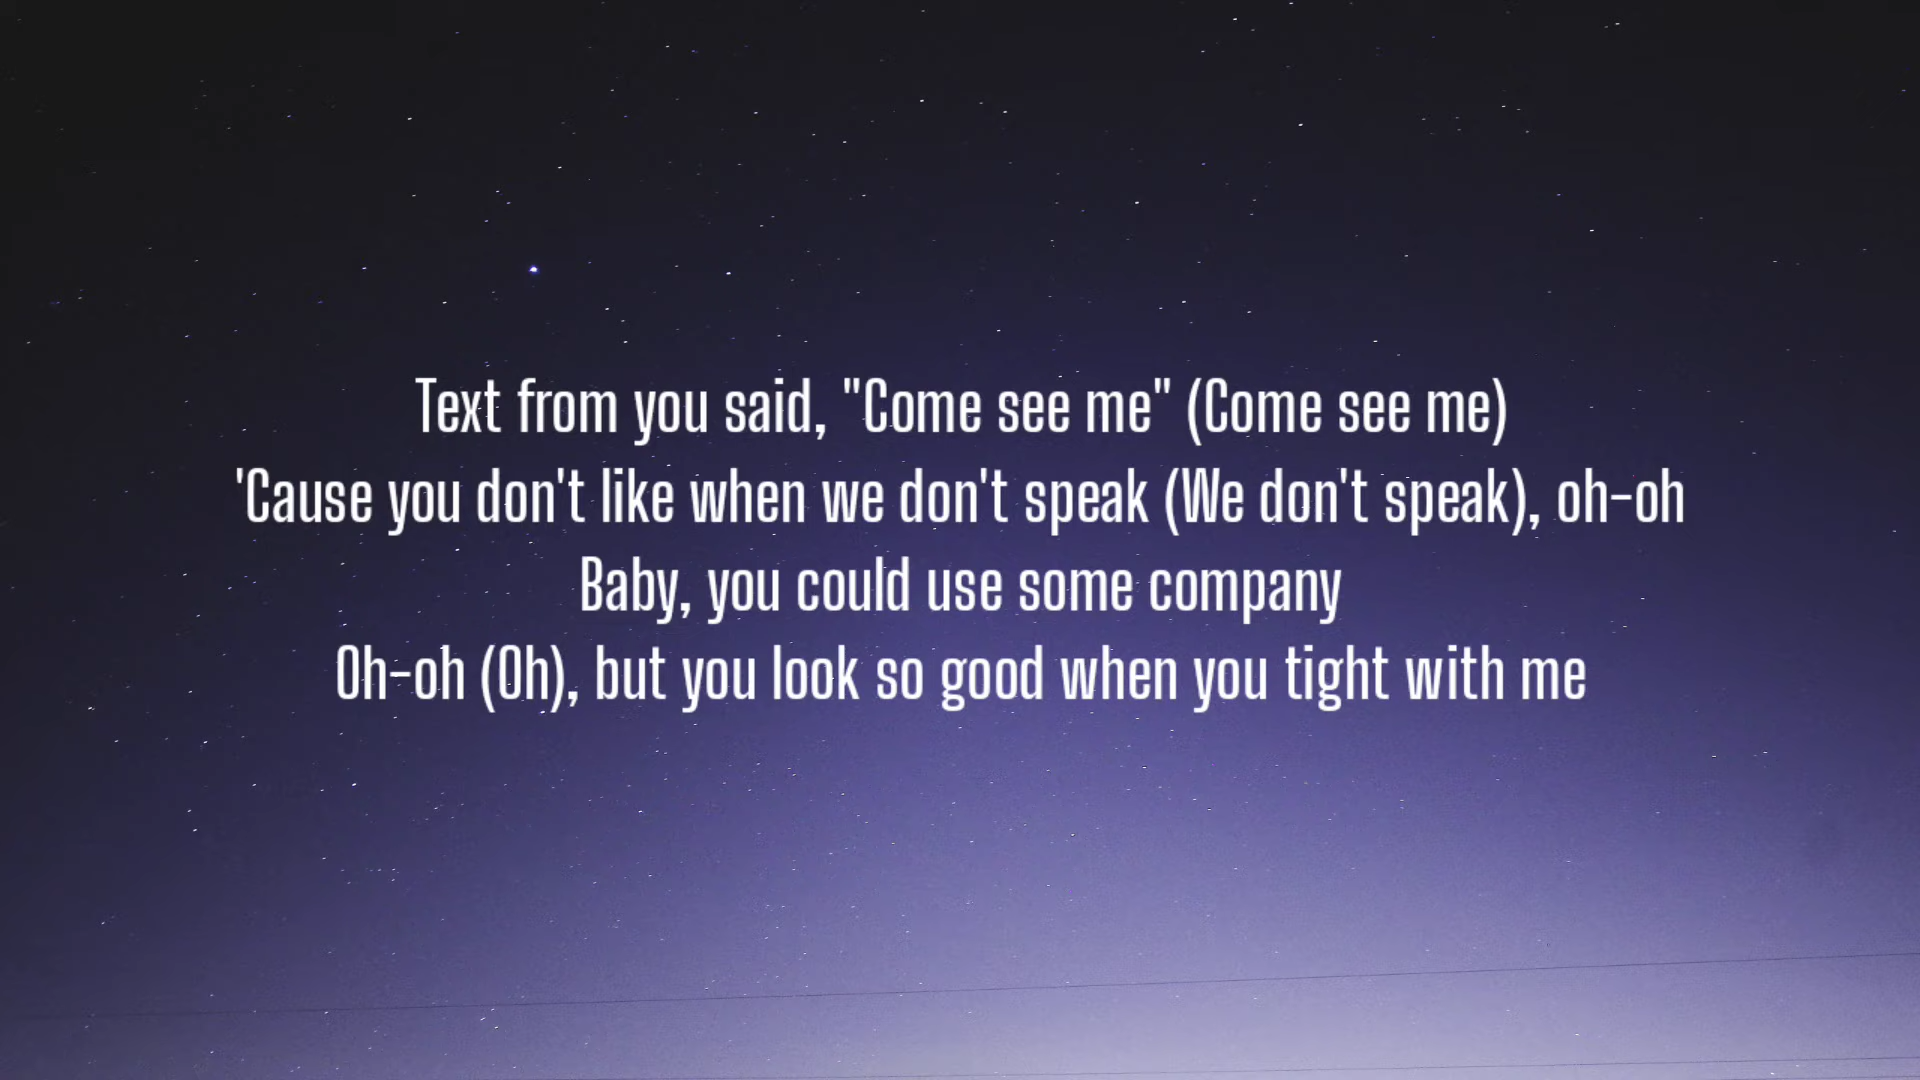 Text from you said, "Come see me" (Come see me)
'Cause you don't like when we don't speak (We don't speak), oh-oh
Baby, you could use some company
Oh-oh (Oh), but you look so good when you tight with me